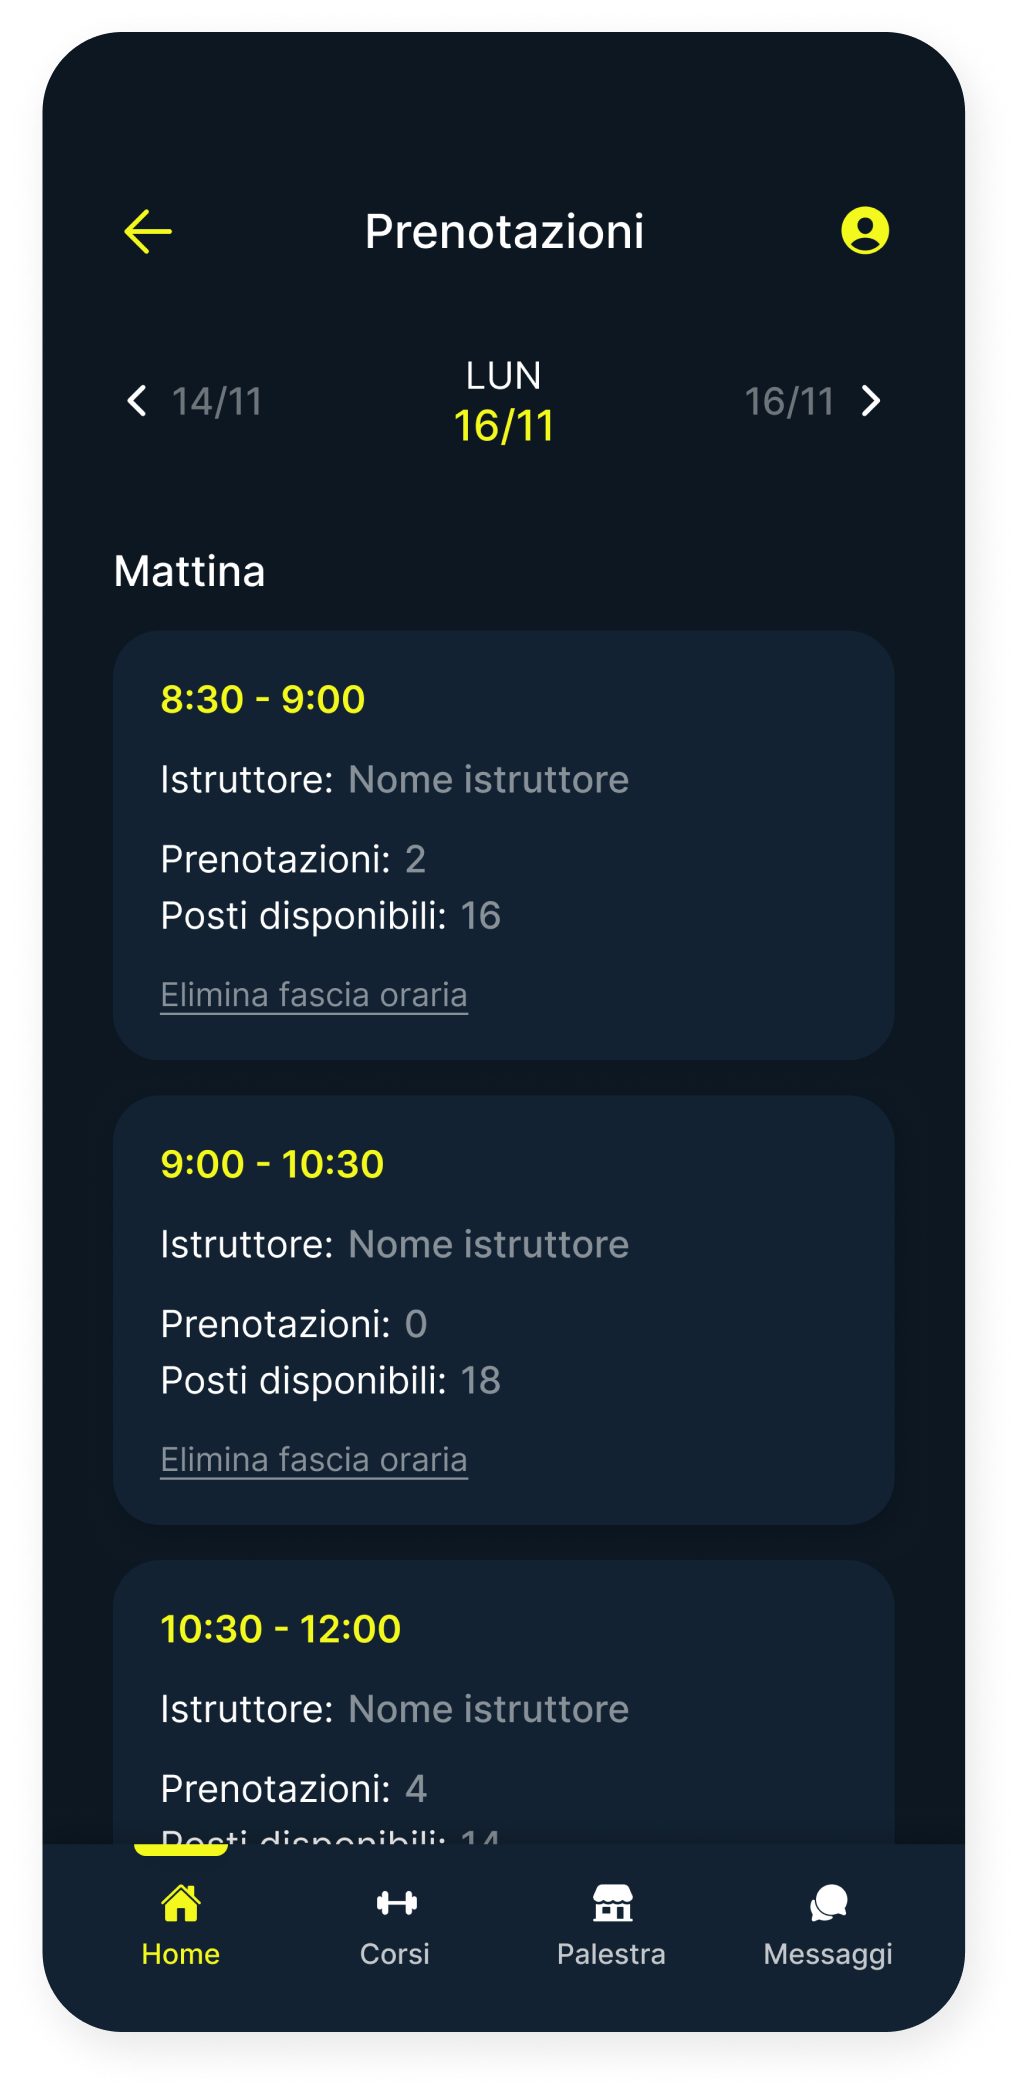 Prenotazioni
14/11
LUN
16/11
16/11
Mattina
8:30 - 9:00
Istruttore: Nome istruttore
Prenotazioni: 2
Posti disponibili: 16
Elimina fascia oraria
9:00 - 10:30
Istruttore: Nome istruttore
Prenotazioni: 0
Posti disponibili: 18
Elimina fascia oraria
10:30 - 12:00
Istruttore: Nome istruttore
Prenotazioni: 4
Posti disponibili: 14
Home
Corsi
Palestra
Messaggi